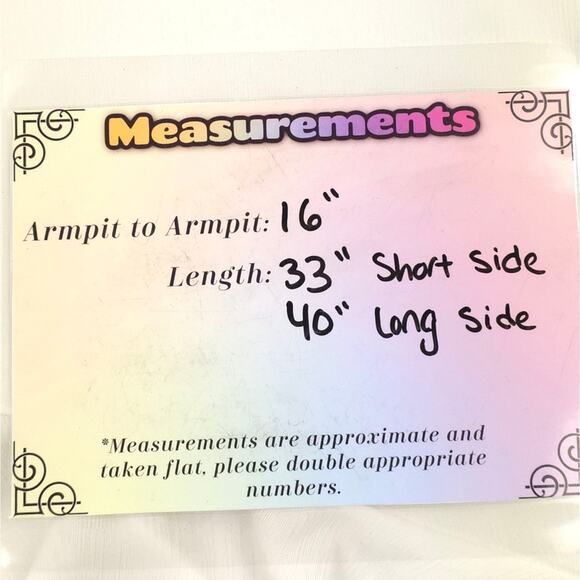 Measurements
Armpit to Armpit: 16"
Length: 33" Short Side
40" Long Side
*Measurements are approximate and
taken flat, please double appropriate
numbers.